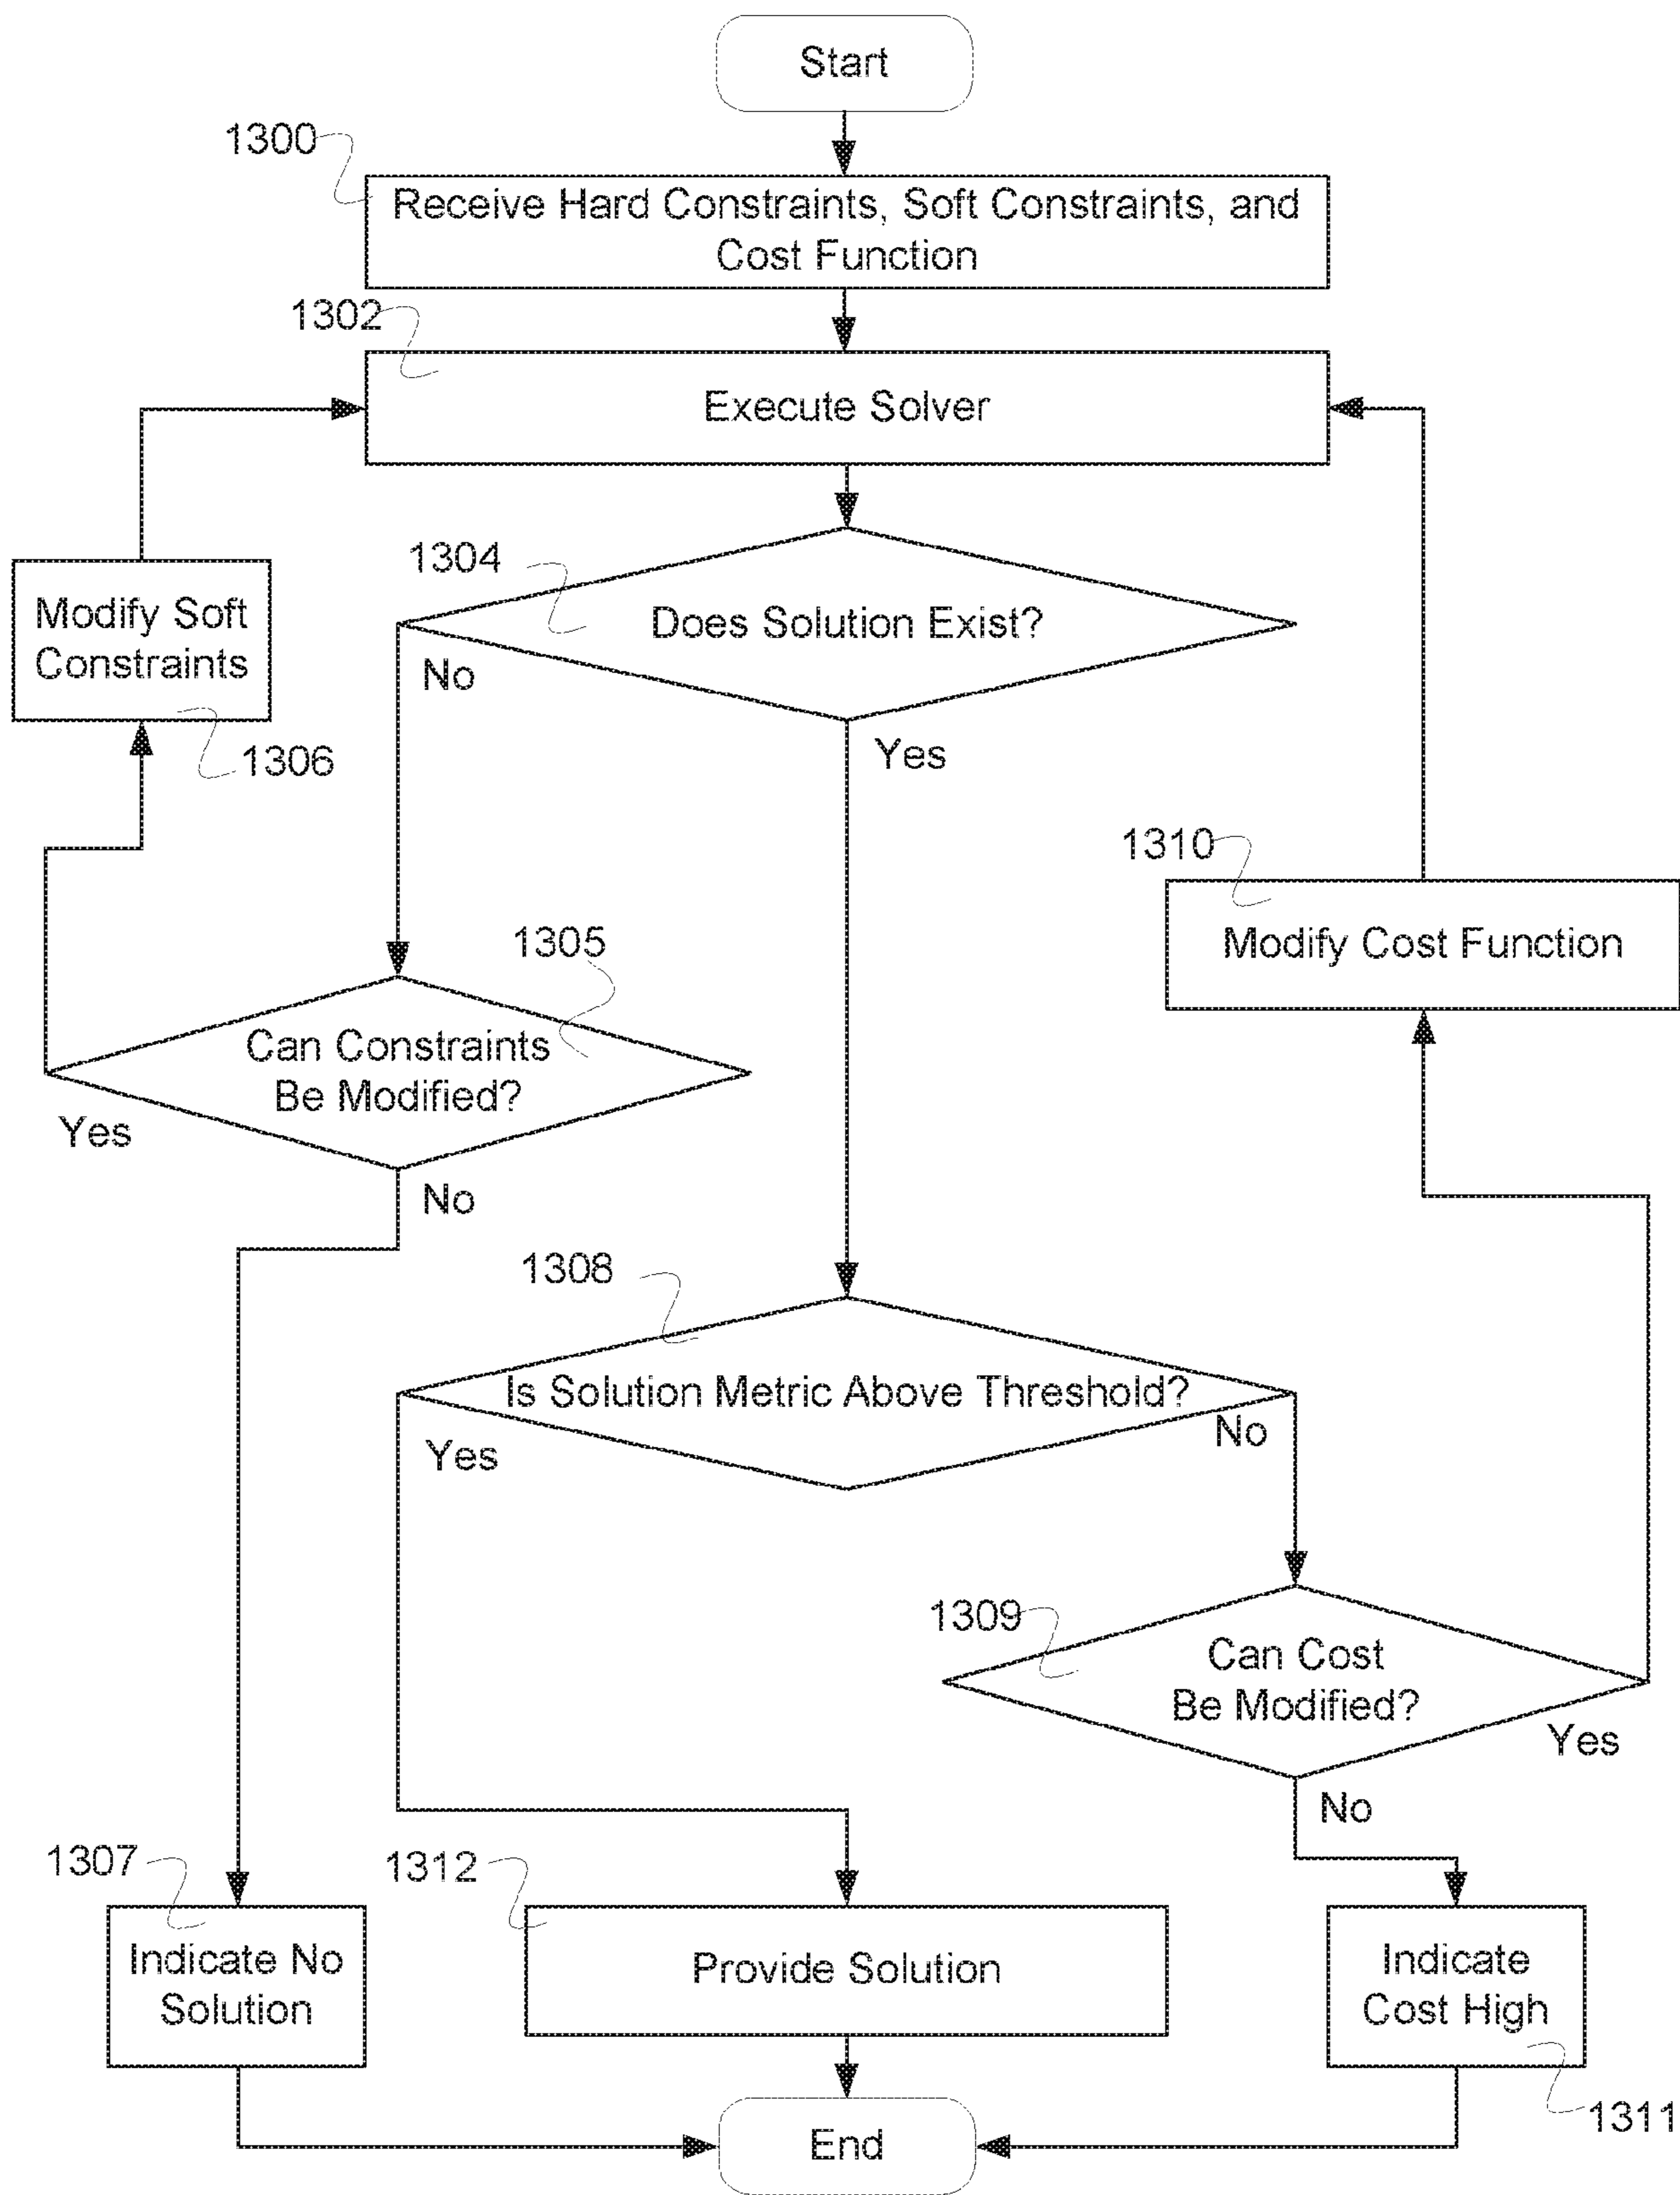 Start
1300
Receive Hard Constraints, Soft Constraints, and
Cost Function
1302
Execute Solver
1304
Does Solution Exist?
Modify Soft
Constraints
No
1306
Yes
1310
Modify Cost Function
1305
Can Constraints
Be Modified?
Yes
No
1308
Is Solution Metric Above Threshold?
Yes
No
1309
Can Cost
Be Modified?
Yes
No
1307
1312
Indicate No
Solution
Provide Solution
Indicate
Cost High
1311
End